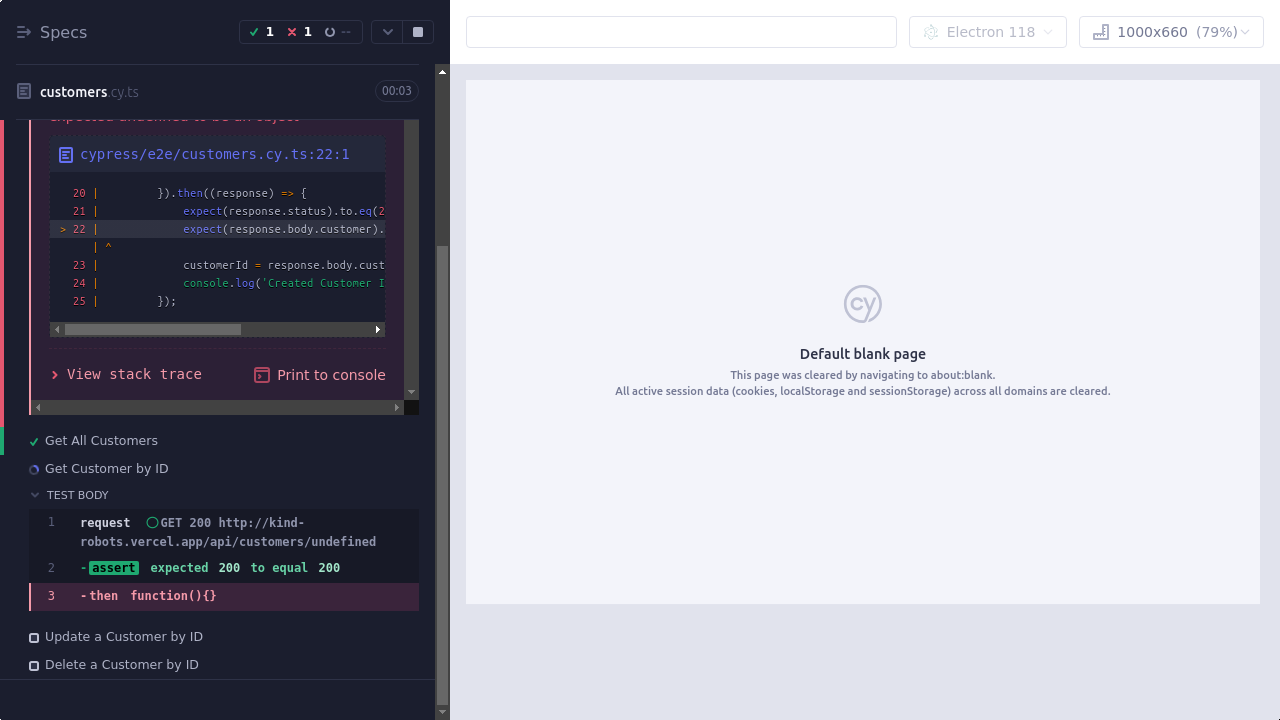 Specs
1
1
--
Electron 118
1000x660 (79%)
customers.cy.ts
00:03
expected undefined to be an object
cypress/e2e/customers.cy.ts:22:1
20 | }).then((response) => {
21 | expect(response.status).to.eq(2
> 22 | expect(response.body.customer).
| ^
23 | customerId = response.body.cust
24 | console.log('Created Customer I
25 | });
View stack trace
Print to console
Get All Customers
Get Customer by ID
TEST BODY
1 request GET 200 http://kind-
robots.vercel.app/api/customers/undefined
2 -assert expected 200 to equal 200
3 -then function(){}
Update a Customer by ID
Delete a Customer by ID
cy
Default blank page
This page was cleared by navigating to about:blank.
All active session data (cookies, localStorage and sessionStorage) across all domains are cleared.